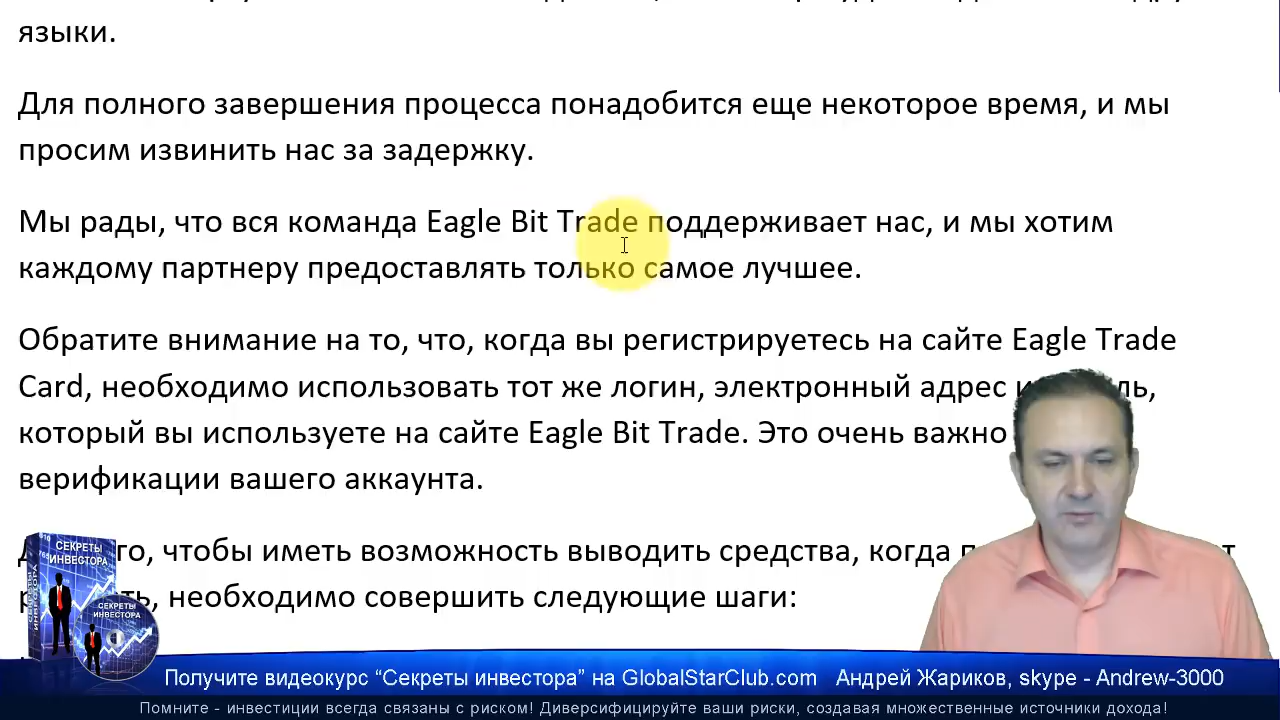 языки.
Для полного завершения процесса понадобится еще некоторое время, и мы
просим извинить нас за задержку.
Мы рады, что вся команда Eagle Bit Trade поддерживает нас, и мы хотим
каждому партнеру предоставлять только самое лучшее.
Обратите внимание на то, что, когда вы регистрируетесь на сайте Eagle Trade
Card, необходимо использовать тот же логин, электронный адрес
который вы используете на сайте Eagle Bit Trade. Это очень важно
верификации вашего аккаунта.
чтобы иметь возможность выводить средства, когда
необходимо совершить следующие шаги:
СЕКРЕТЫ
ИНВЕСТОРА
СЕКРЕТЫ
ИНВЕСТОРА
Получите видеокурс “Секреты инвестора” на GlobalStarClub.com Андрей Жариков, skype - Andrew-3000
Помните - инвестиции всегда связаны с риском! Диверсифицируйте ваши риски, создавая множественные источники дохода!